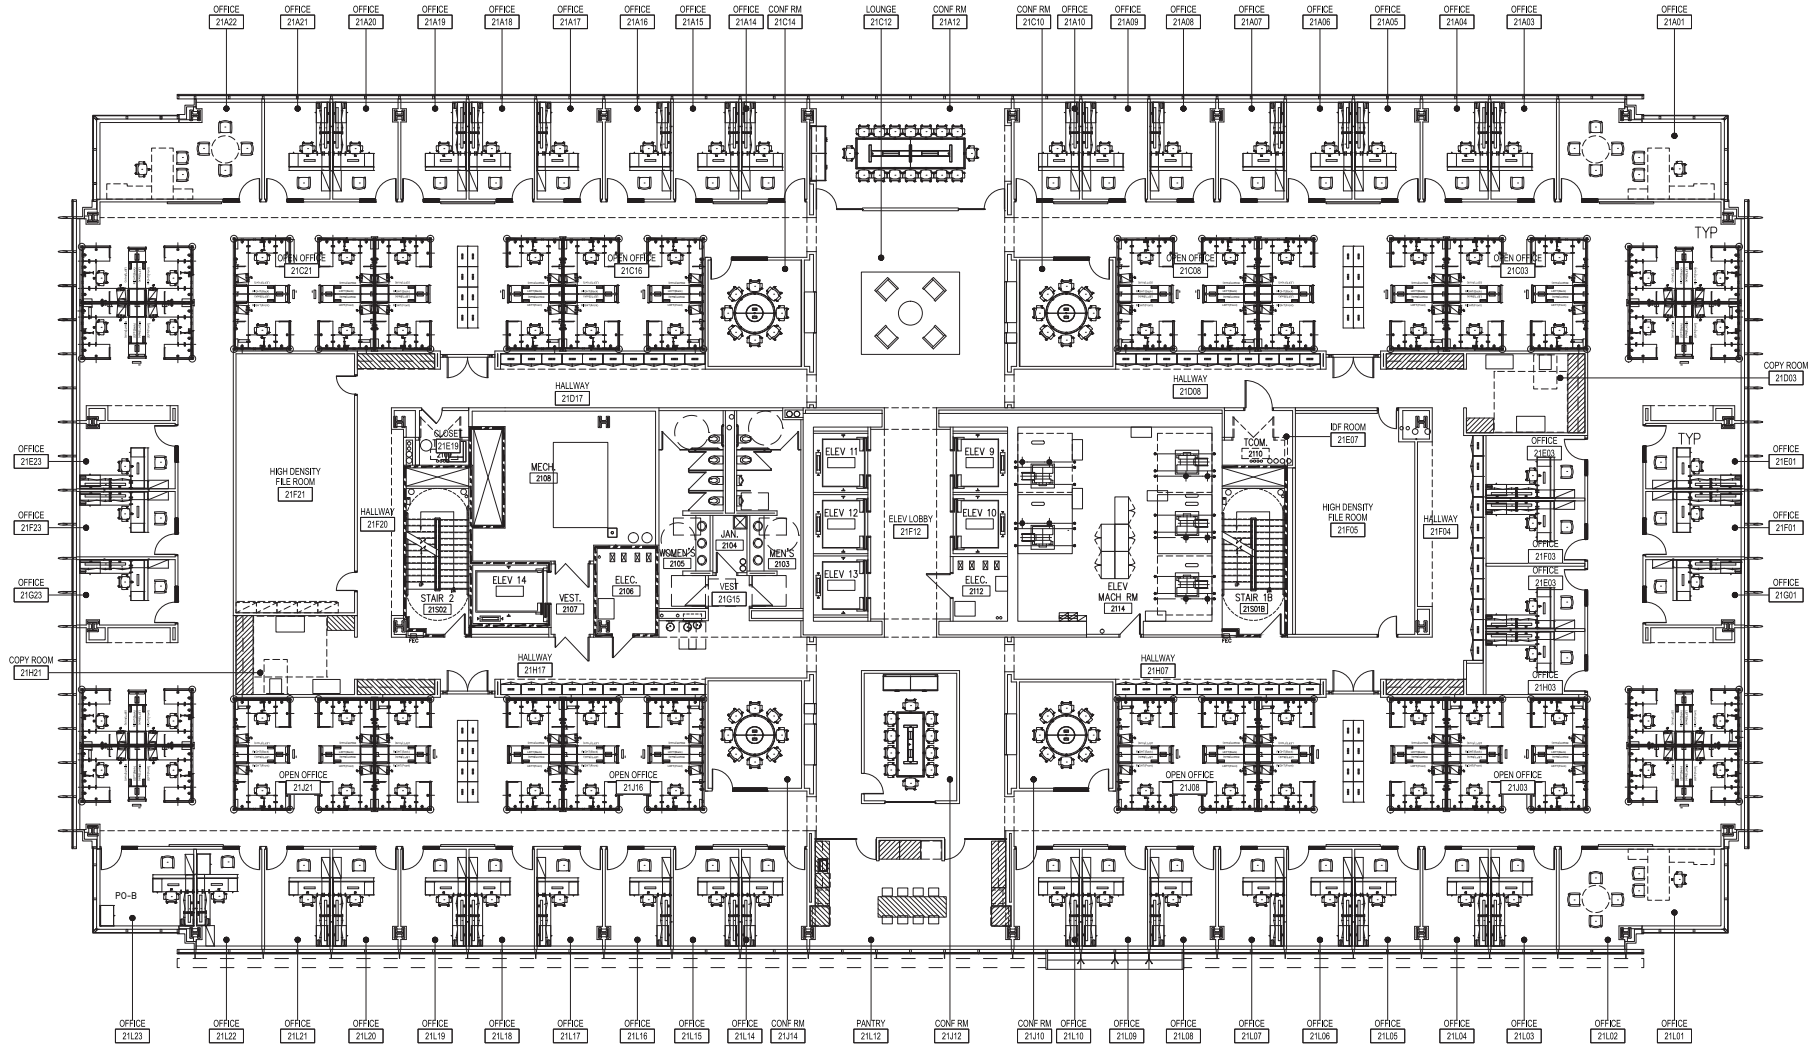 OFFICE
21A22
OFFICE
21A21
OFFICE
21A20
OFFICE
21A19
OFFICE
21A18
OFFICE
21A17
OFFICE
21A16
OFFICE
21A15
OFFICE
21A14
CONF RM
21C14
LOUNGE
21C12
CONF RM
21A12
CONF RM
21C10
OFFICE
21A10
OFFICE
21A09
OFFICE
21A08
OFFICE
21A07
OFFICE
21A06
OFFICE
21A05
OFFICE
21A04
OFFICE
21A03
OFFICE
21A01
TYP
OPEN OFFICE
21C21
OPEN OFFICE
21C16
OPEN OFFICE
21C08
OPEN OFFICE
21C03
COPY ROOM
21D03
HALLWAY
21D17
HALLWAY
21D08
CLOSET
21E19
TCOM.
2110
IDF ROOM
21E07
TYP
OFFICE
21E23
HIGH DENSITY
FILE ROOM
21F21
MECH.
2108
ELEV 11
ELEV 9
OFFICE
21E03
OFFICE
21E01
OFFICE
21F23
HALLWAY
21F20
ELEV 12
ELEV LOBBY
21F12
ELEV 10
HIGH DENSITY
FILE ROOM
21F05
HALLWAY
21F04
OFFICE
21F01
WOMEN'S
2105
JAN.
2104
MEN'S
2103
OFFICE
21F03
OFFICE
21G23
STAIR 2
21S02
ELEV 14
VEST.
2107
ELEC.
2106
VEST
21G15
ELEV 13
ELEC.
2112
ELEV
MACH RM
2114
STAIR 1B
21S01B
OFFICE
21E03
OFFICE
21G01
FEC
FEC
COPY ROOM
21H21
HALLWAY
21H17
HALLWAY
21H07
OFFICE
21H03
OPEN OFFICE
21J21
OPEN OFFICE
21J16
OPEN OFFICE
21J08
OPEN OFFICE
21J03
PO-B
OFFICE
21L23
OFFICE
21L22
OFFICE
21L21
OFFICE
21L20
OFFICE
21L19
OFFICE
21L18
OFFICE
21L17
OFFICE
21L16
OFFICE
21L15
OFFICE
21L14
CONF RM
21J14
PANTRY
21L12
CONF RM
21J12
CONF RM
21J10
OFFICE
21L10
OFFICE
21L09
OFFICE
21L08
OFFICE
21L07
OFFICE
21L06
OFFICE
21L05
OFFICE
21L04
OFFICE
21L03
OFFICE
21L02
OFFICE
21L01